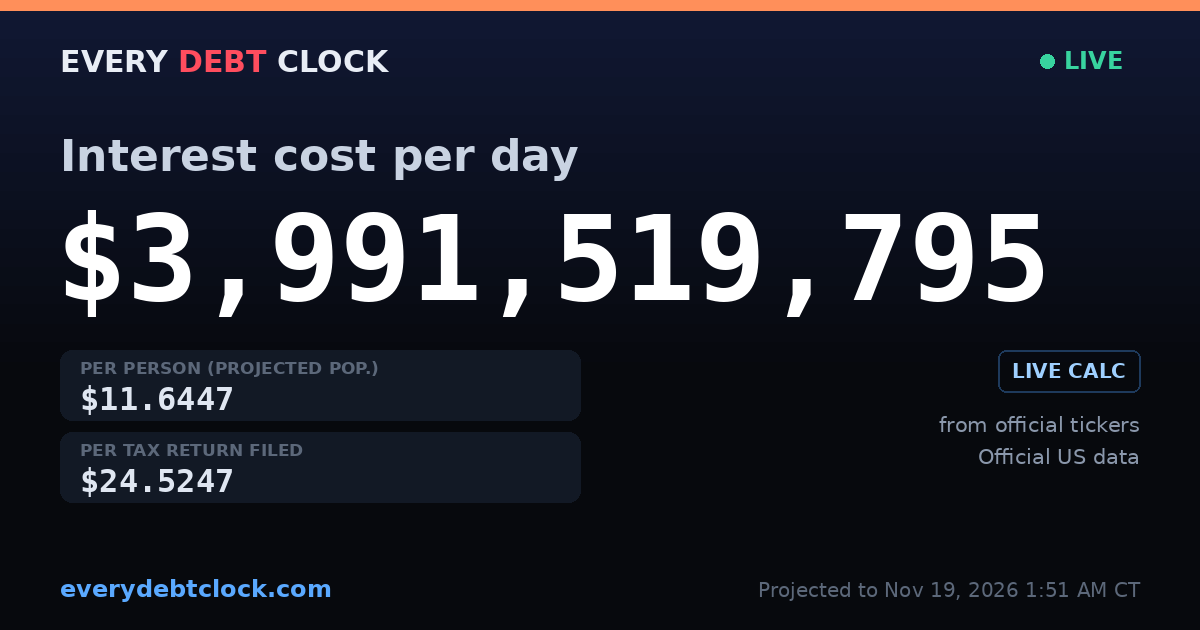 EVERY DEBT CLOCK
LIVE
Interest cost per day
$3,991,519,795
PER PERSON (PROJECTED POP.)
$11.6447
PER TAX RETURN FILED
$24.5247
LIVE CALC
from official tickers
Official US data
everydebtclock.com
Projected to Nov 19, 2026 1:51 AM CT